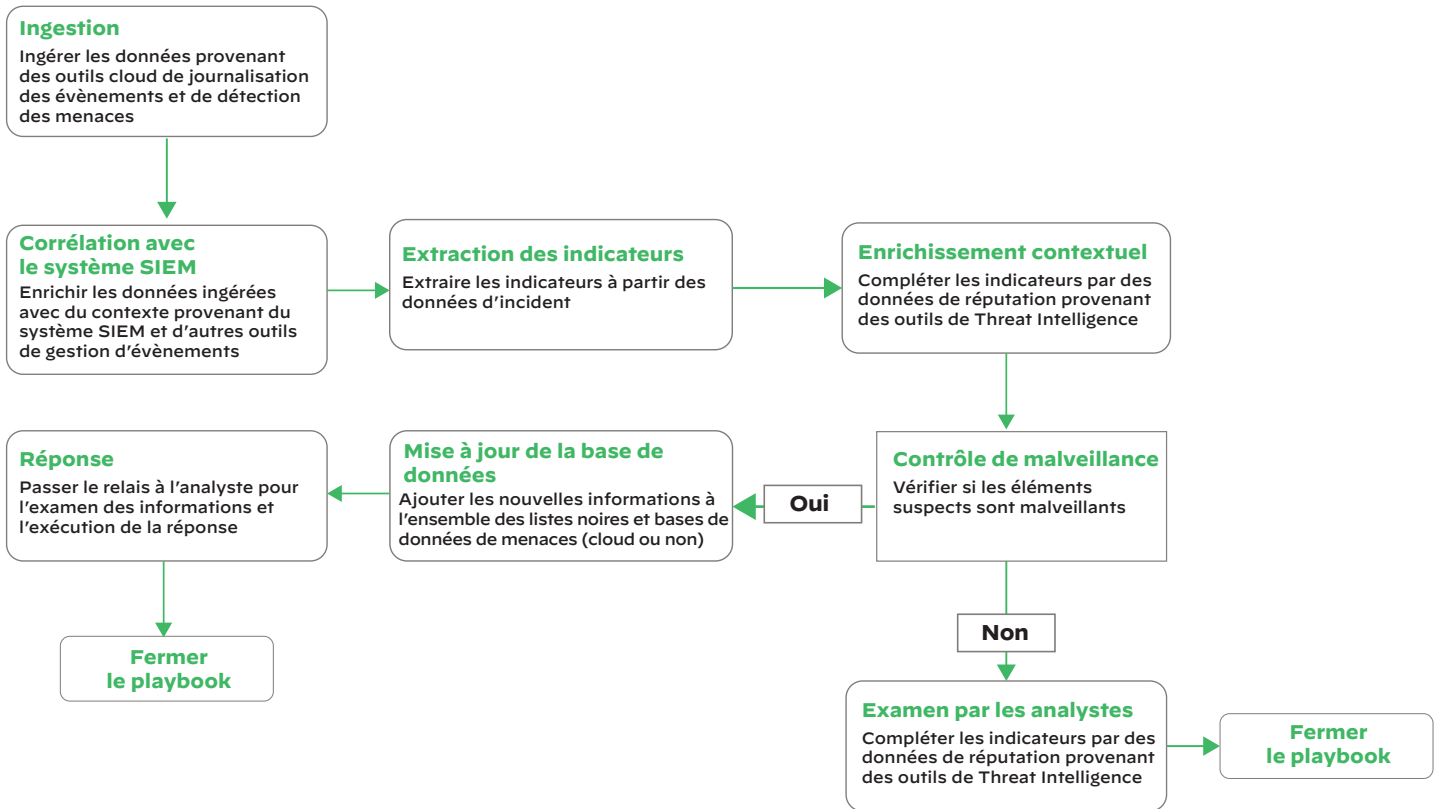 Ingestion
Ingérer les données provenant
des outils cloud de journalisation
des évènements et de détection
des menaces
Corrélation avec
le système SIEM
Enrichir les données ingérées
avec du contexte provenant du
système SIEM et d'autres outils
de gestion d'évènements
Extraction des indicateurs
Extraire les indicateurs à partir des
données d'incident
Enrichissement contextuel
Compléter les indicateurs par des
données de réputation provenant
des outils de Threat Intelligence
Contrôle de malveillance
Vérifier si les éléments
suspects sont malveillants
Oui
Mise à jour de la base de
données
Ajouter les nouvelles informations à
l'ensemble des listes noires et bases de
données de menaces (cloud ou non)
Réponse
Passer le relais à l'analyste pour
l'examen des informations et
l'exécution de la réponse
Fermer
le playbook
Non
Examen par les analystes
Compléter les indicateurs par des
données de réputation provenant
des outils de Threat Intelligence
Fermer
le playbook